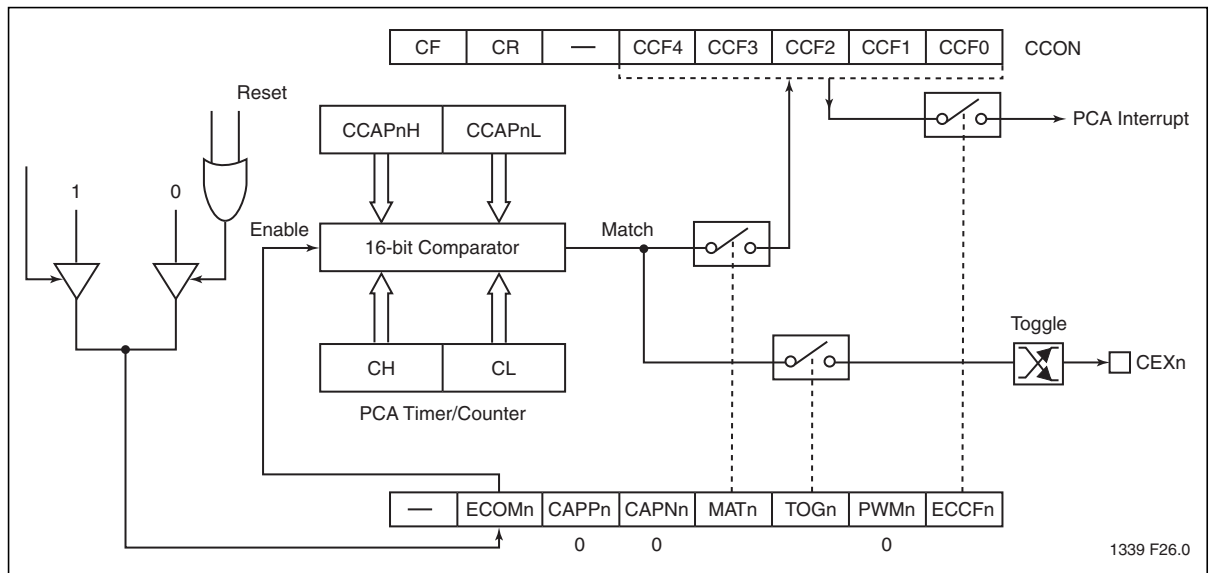 CF CR — CCF4 CCF3 CCF2 CCF1 CCF0 CCON
Reset
CCAPnH CCAPnL
PCA Interrupt
1 0
Enable
16-bit Comparator
Match
Toggle
CH CL
CEXn
PCA Timer/Counter
— ECOMn CAPPn CAPNn MATn TOGn PWMn ECCFn
0 0 0
1339 F26.0